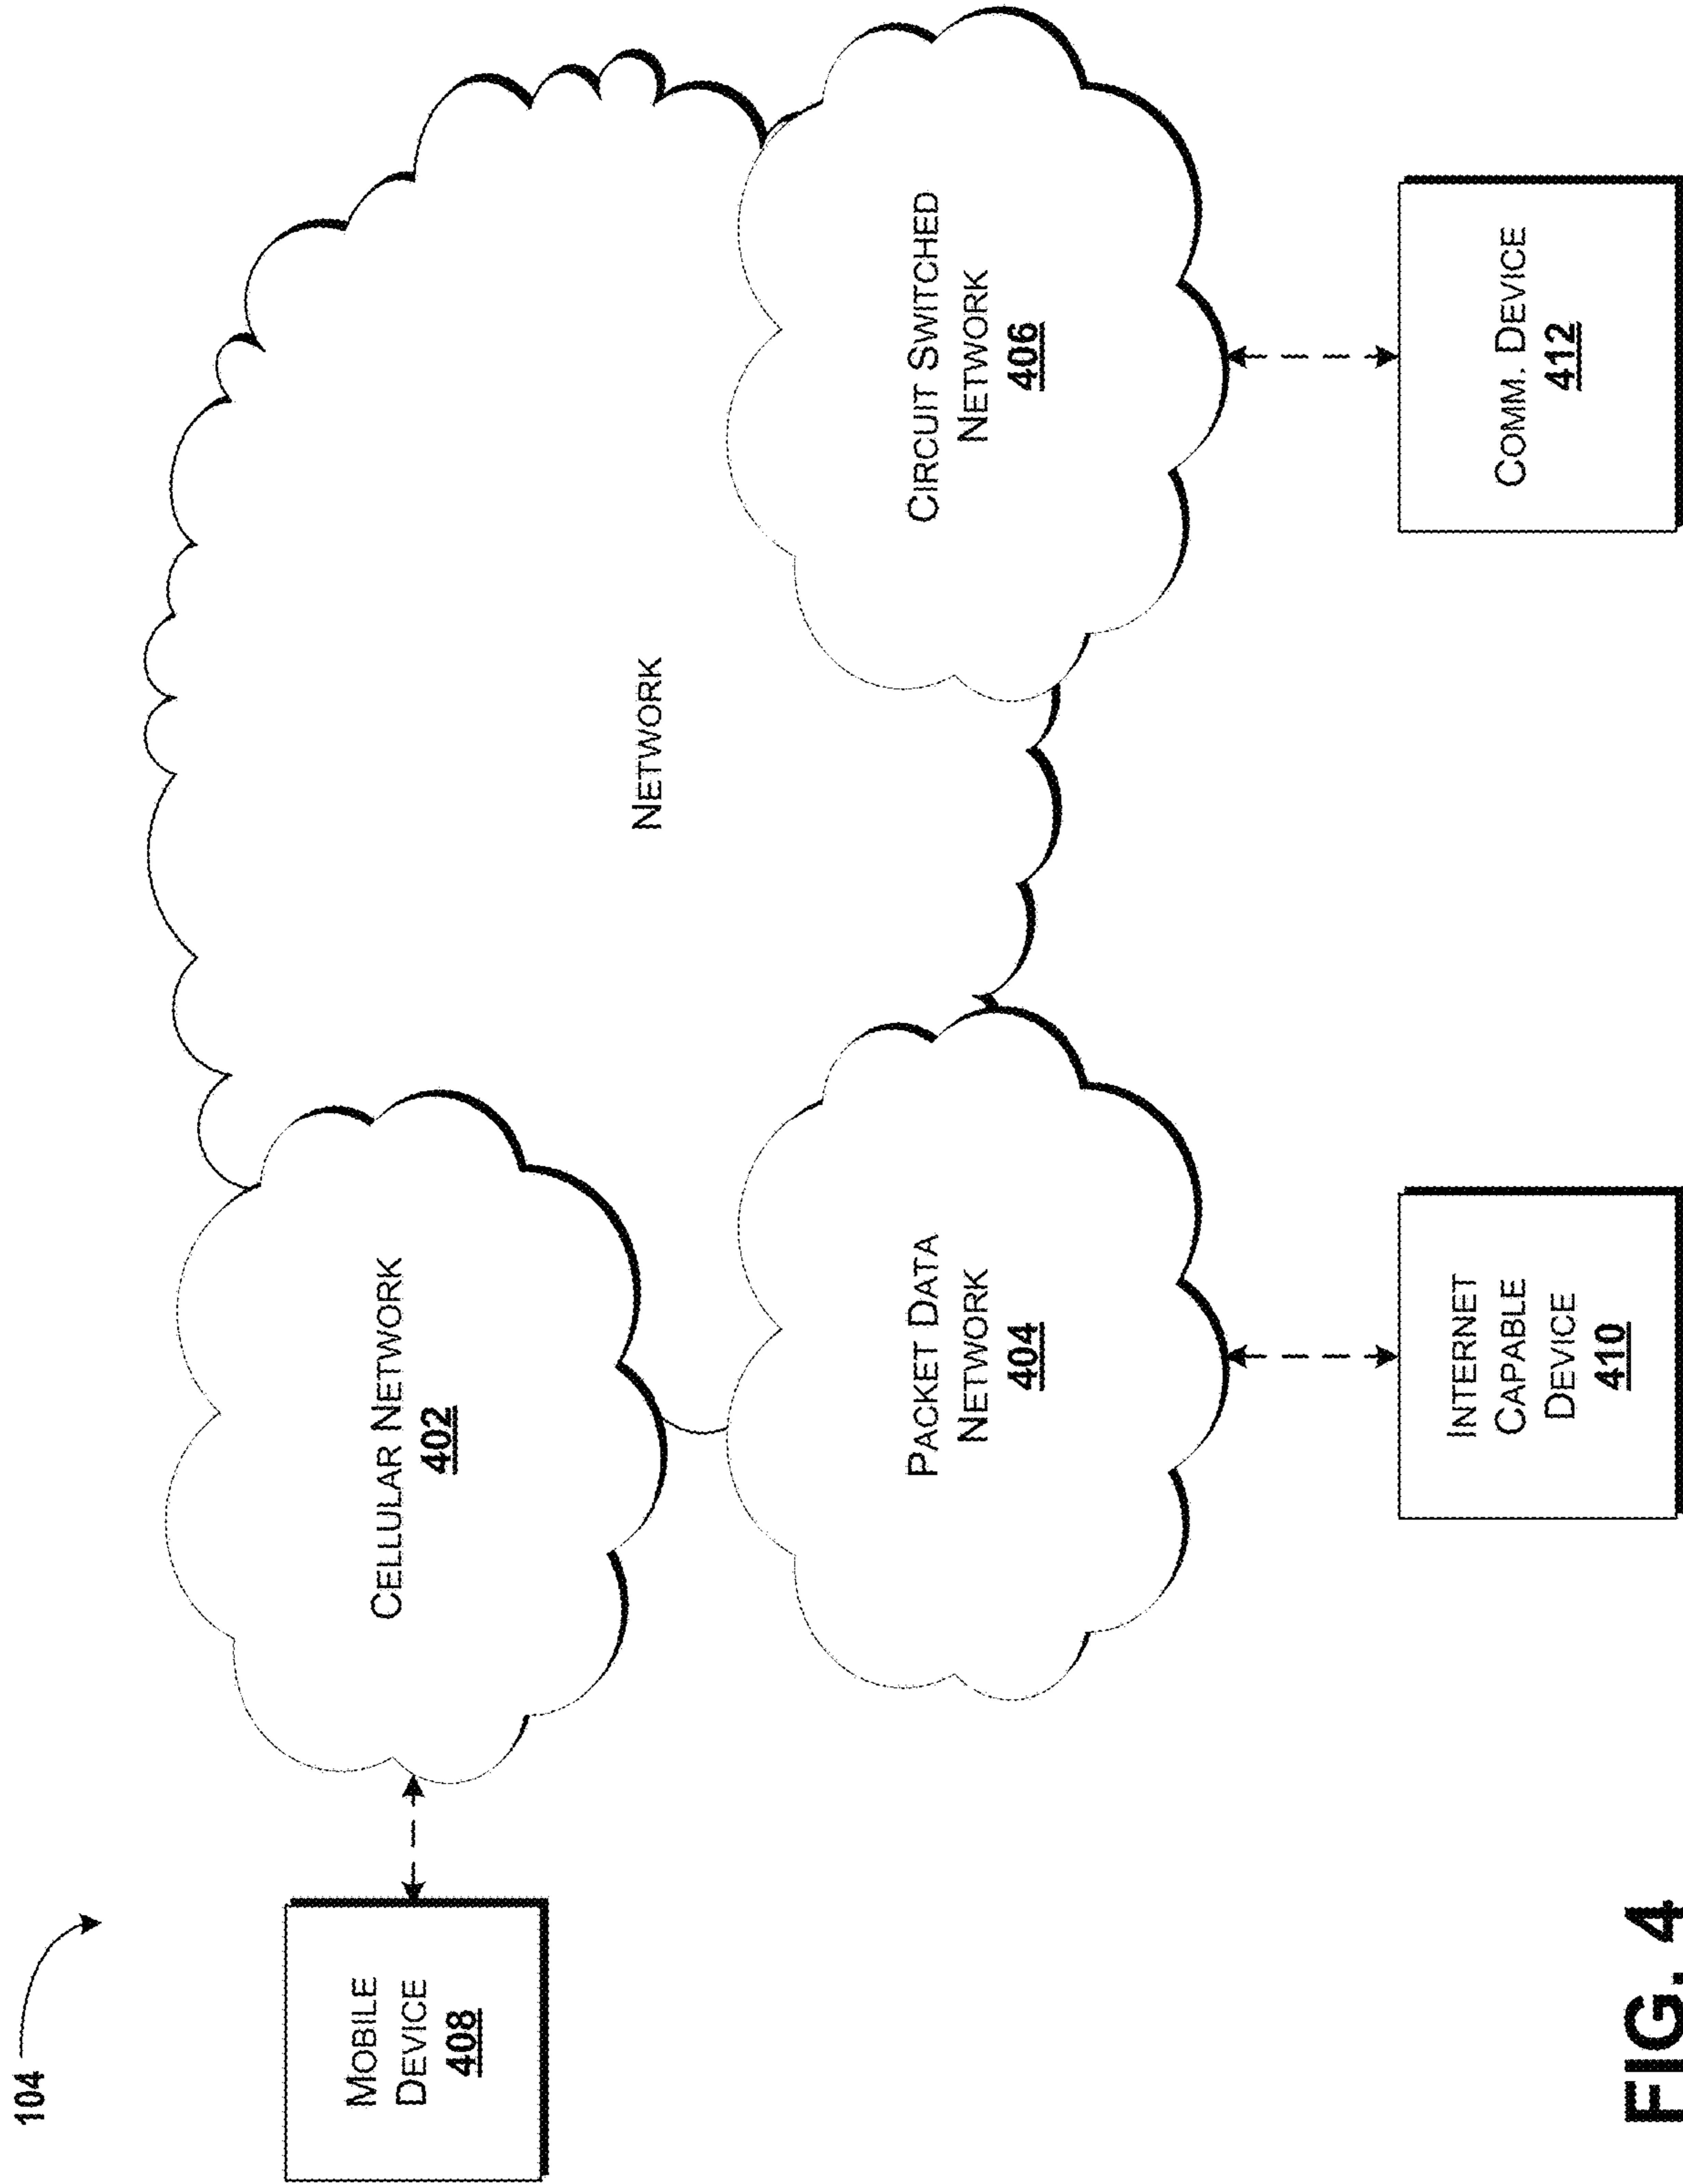 104
MOBILE
DEVICE
408
CELLULAR NETWORK
402
NETWORK
PACKET DATA
NETWORK
404
CIRCUIT SWITCHED
NETWORK
406
INTERNET
CAPABLE
DEVICE
410
COMM. DEVICE
412
FIG. 4